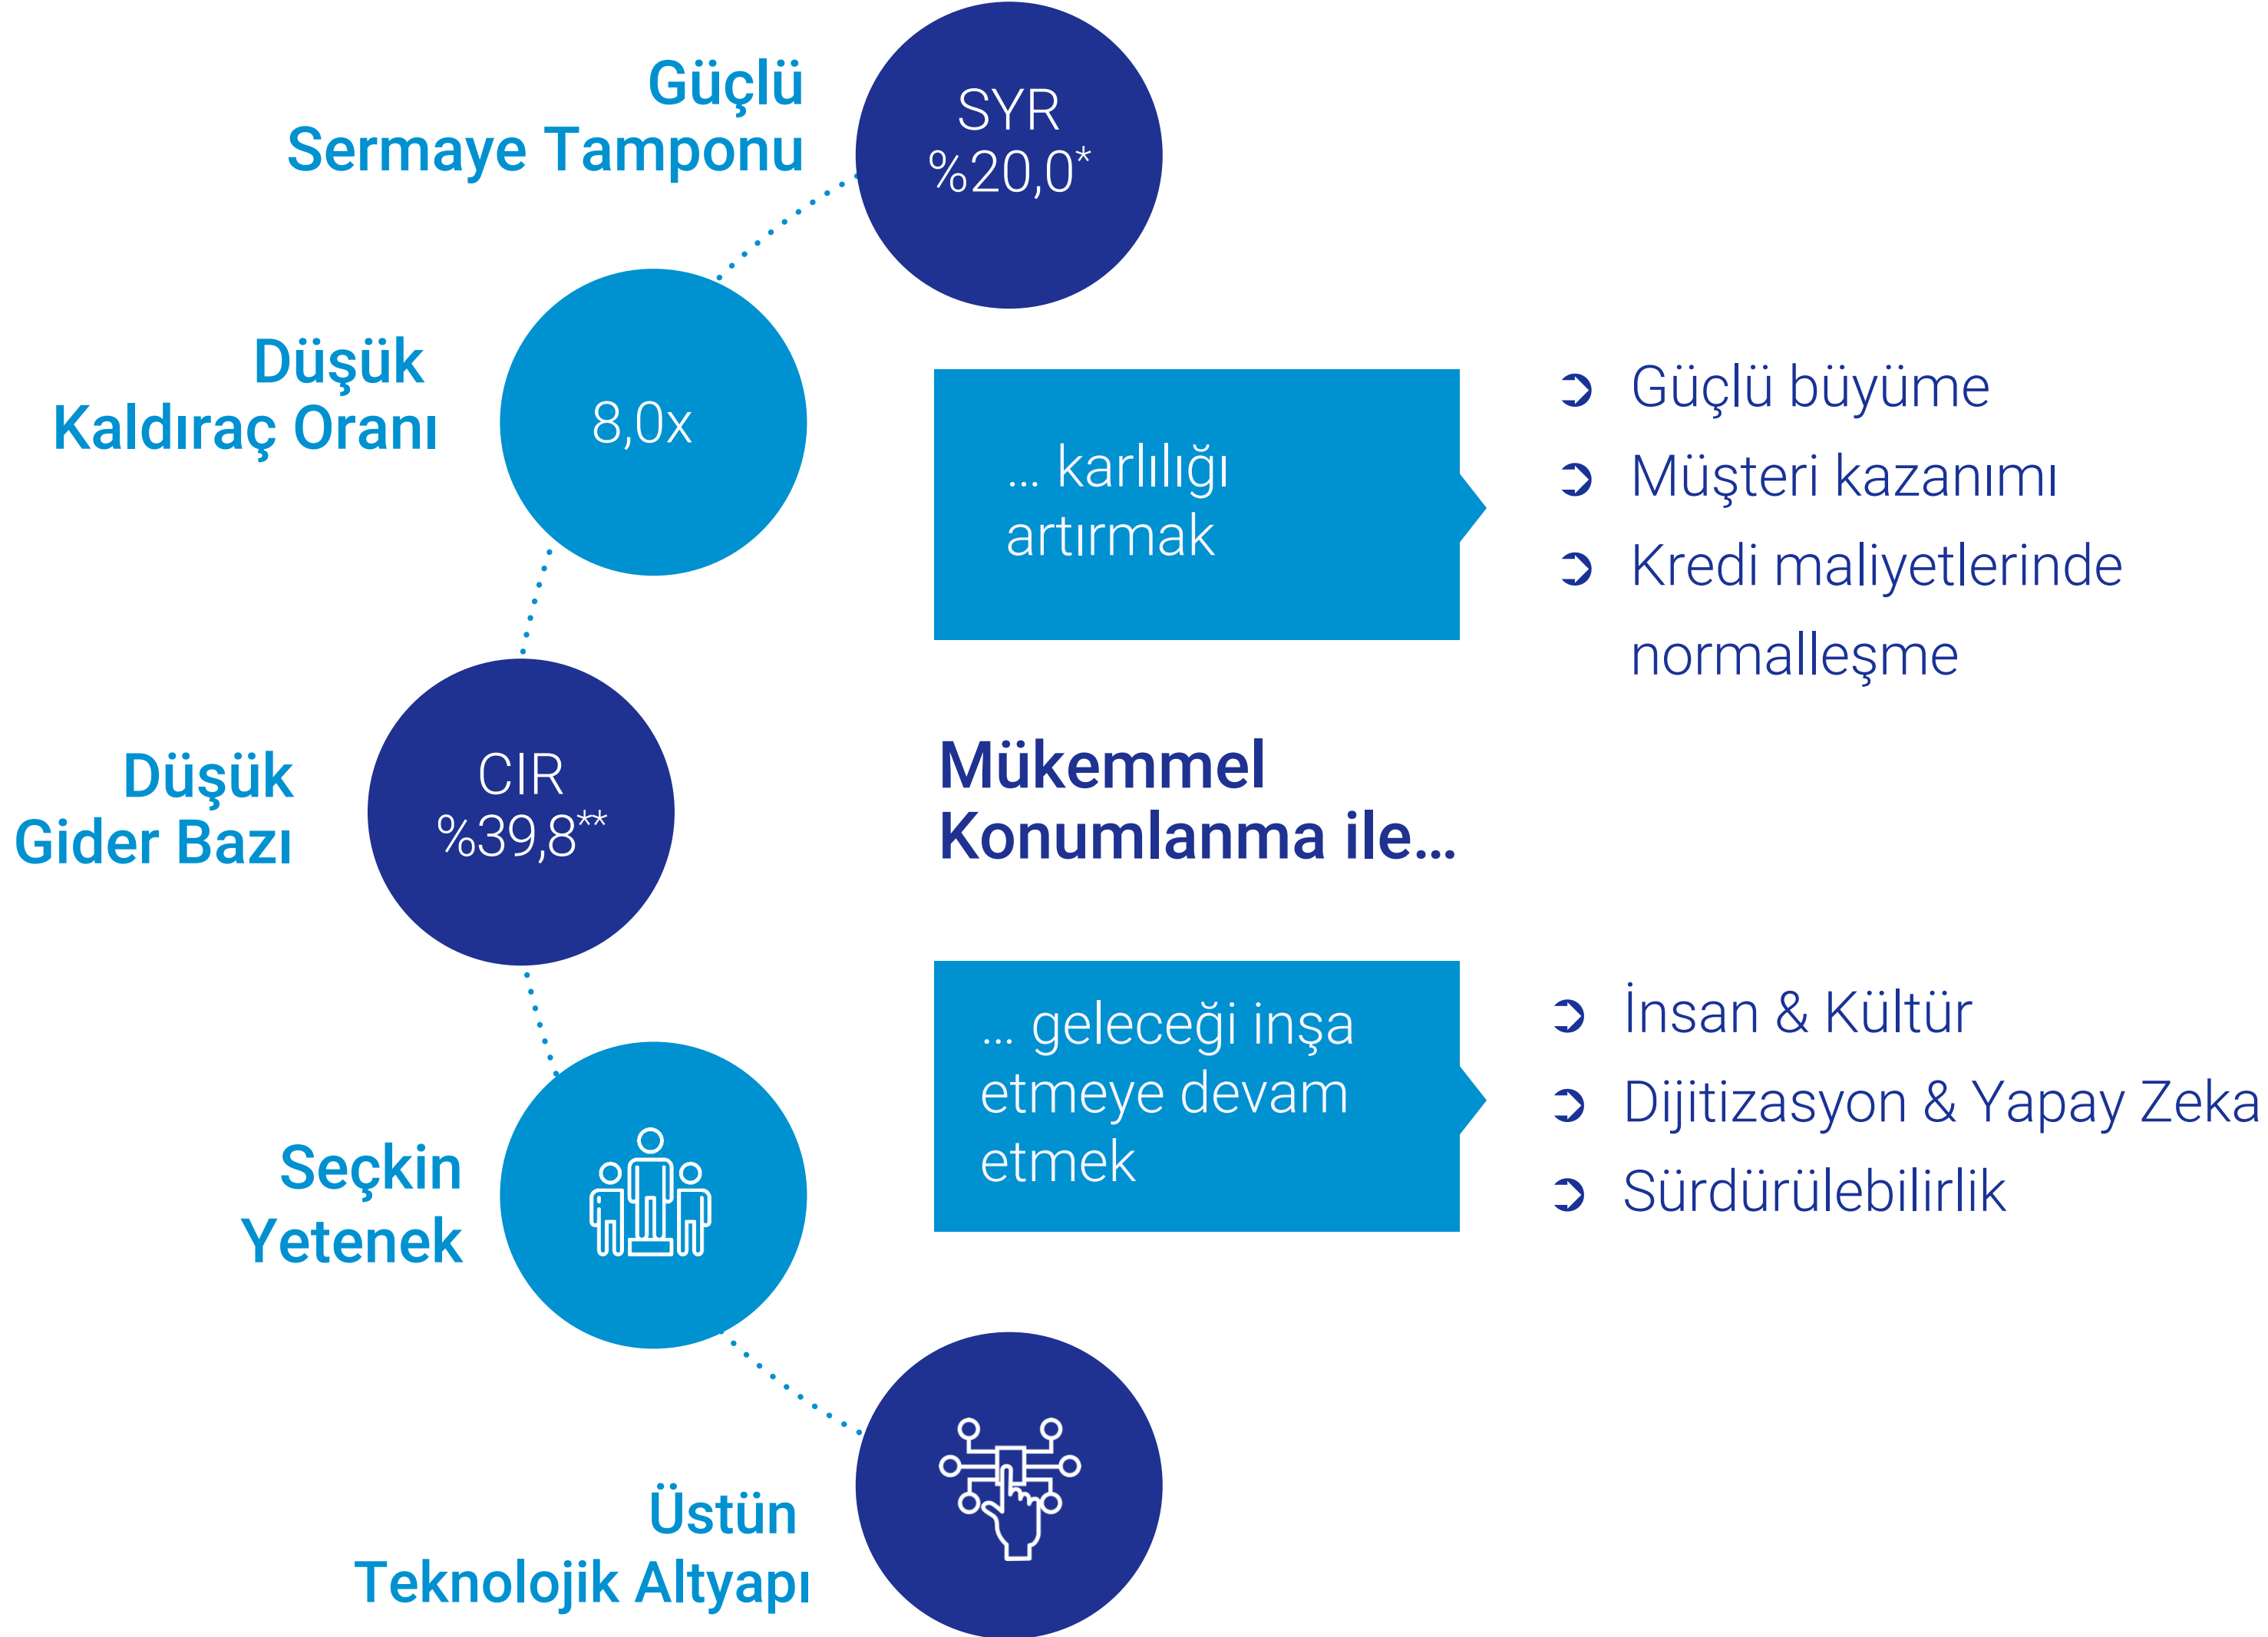 Güçlü
Sermaye Tamponu
SYR
%20,0*
Düşük
Kaldıraç Oranı
8,0x
Düşük
Gider Bazı
CIR
%39,8**
Seçkin
Yetenek
Üstün
Teknolojik Altyapı
... karlılığı
artırmak
Güçlü büyüme
Müşteri kazanımı
Kredi maliyetlerinde
normalleşme
Mükemmel
Konumlanma ile...
... geleceği inşa
etmeye devam
etmek
İnsan & Kültür
Dijitizasyon & Yapay Zeka
Sürdürülebilirlik